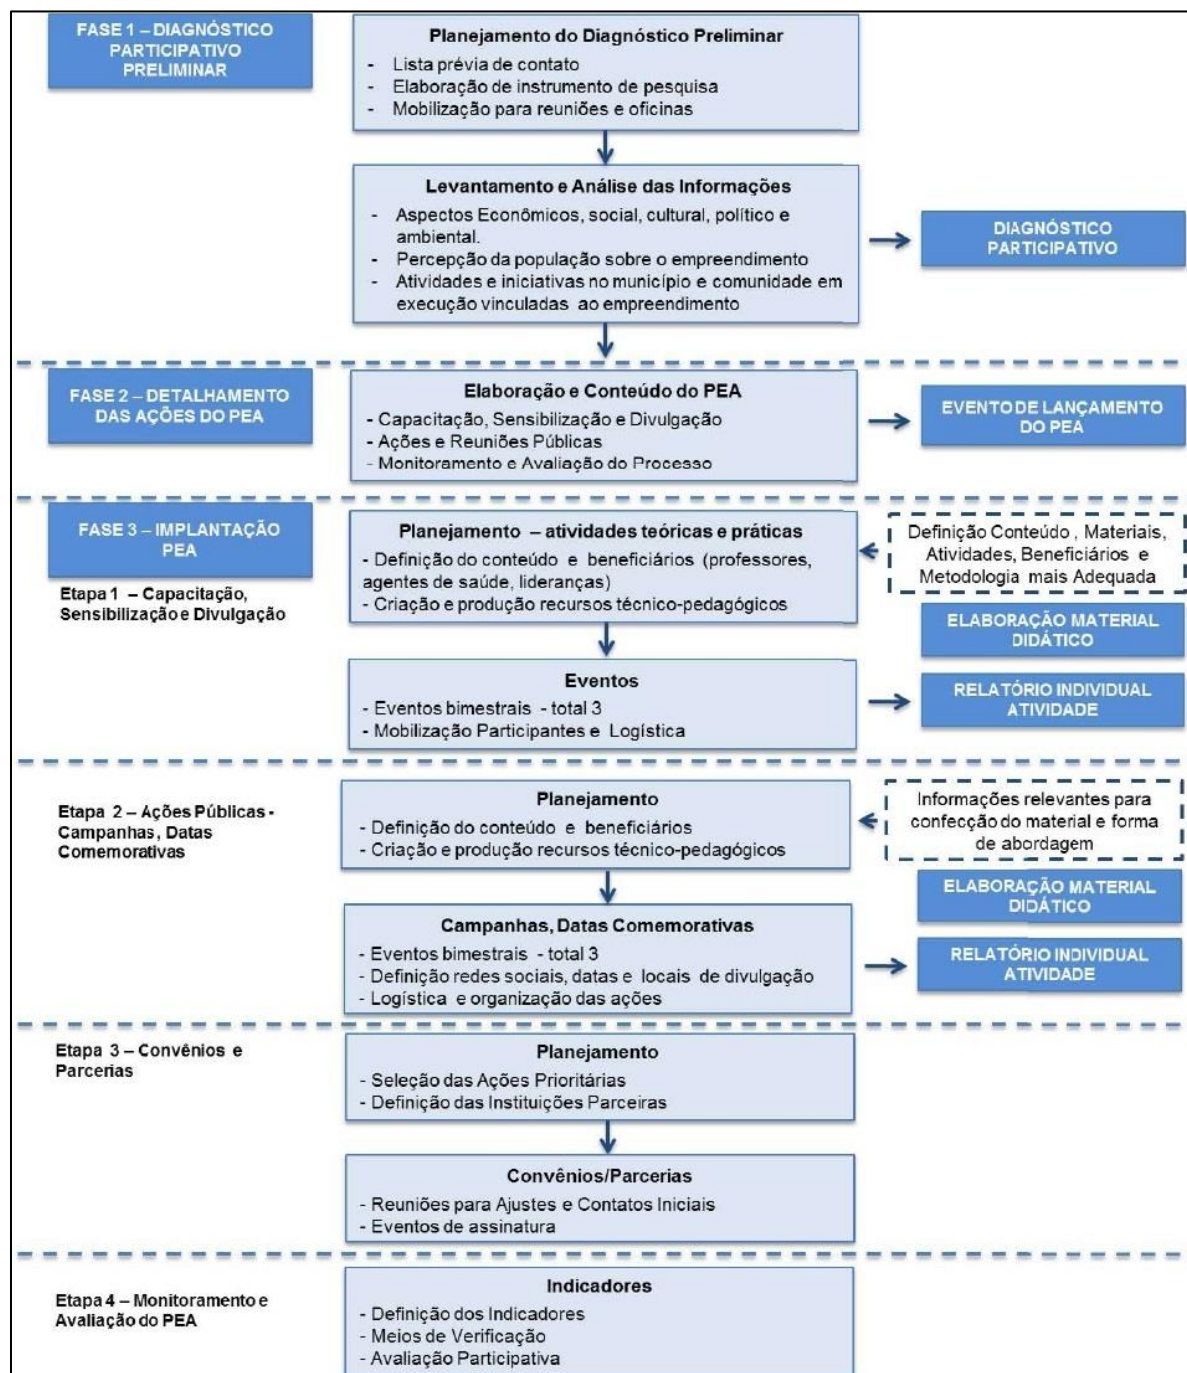 FASE 1 – DIAGNÓSTICO
PARTICIPATIVO
PRELIMINAR
Planejamento do Diagnóstico Preliminar
- Lista prévia de contato
- Elaboração de instrumento de pesquisa
- Mobilização para reuniões e oficinas
Levantamento e Análise das Informações
- Aspectos Econômicos, social, cultural, político e
ambiental.
- Percepção da população sobre o empreendimento
- Atividades e iniciativas no município e comunidade em
execução vinculadas ao empreendimento
DIAGNÓSTICO
PARTICIPATIVO
FASE 2 – DETALHAMENTO
DAS AÇÕES DO PEA
Elaboração e Conteúdo do PEA
- Capacitação, Sensibilização e Divulgação
- Ações e Reuniões Públicas
- Monitoramento e Avaliação do Processo
EVENTO DE LANÇAMENTO
DO PEA
FASE 3 – IMPLANTAÇÃO
PEA
Etapa 1 – Capacitação,
Sensibilização e Divulgação
Planejamento – atividades teóricas e práticas
- Definição do conteúdo e beneficiários (professores,
agentes de saúde, lideranças)
- Criação e produção recursos técnico-pedagógicos
Definição Conteúdo , Materiais,
Atividades, Beneficiários e
Metodologia mais Adequada
ELABORAÇÃO MATERIAL
DIDÁTICO
Eventos
- Eventos bimestrais - total 3
- Mobilização Participantes e Logística
RELATÓRIO INDIVIDUAL
ATIVIDADE
Etapa 2 – Ações Públicas -
Campanhas, Datas
Comemorativas
Planejamento
- Definição do conteúdo e beneficiários
- Criação e produção recursos técnico-pedagógicos
Informações relevantes para
confecção do material e forma
de abordagem
ELABORAÇÃO MATERIAL
DIDÁTICO
Campanhas, Datas Comemorativas
- Eventos bimestrais - total 3
- Definição redes sociais, datas e locais de divulgação
- Logística e organização das ações
RELATÓRIO INDIVIDUAL
ATIVIDADE
Etapa 3 – Convênios e
Parcerias
Planejamento
- Seleção das Ações Prioritárias
- Definição das Instituições Parceiras
Convênios/Parcerias
- Reuniões para Ajustes e Contatos Iniciais
- Eventos de assinatura
Etapa 4 – Monitoramento e
Avaliação do PEA
Indicadores
- Definição dos Indicadores
- Meios de Verificação
- Avaliação Participativa